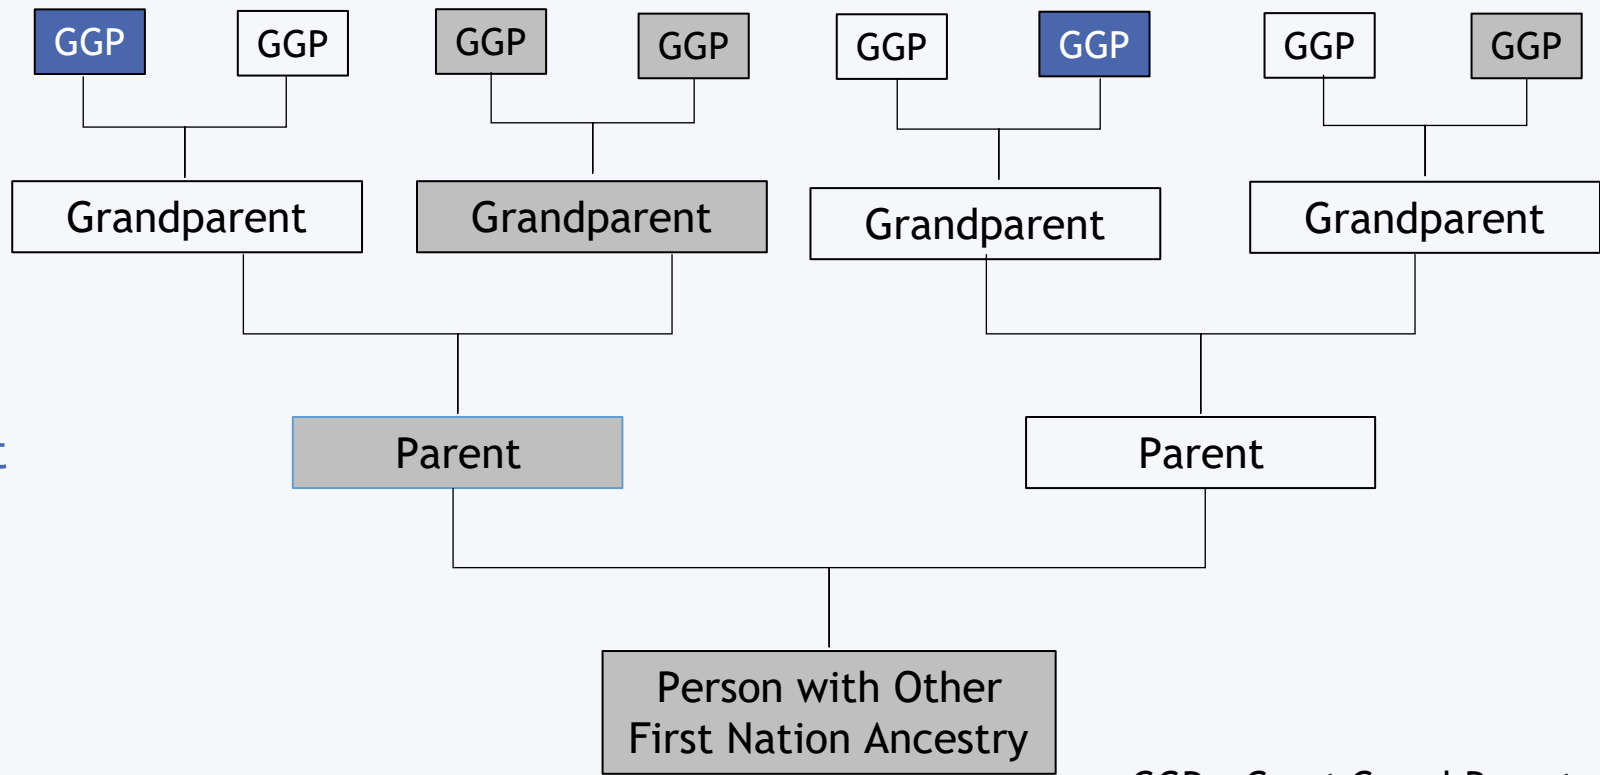 GGP GGP GGP GGP GGP GGP GGP GGP
Grandparent Grandparent Grandparent Grandparent
Parent Parent
Person with Other
First Nation Ancestry